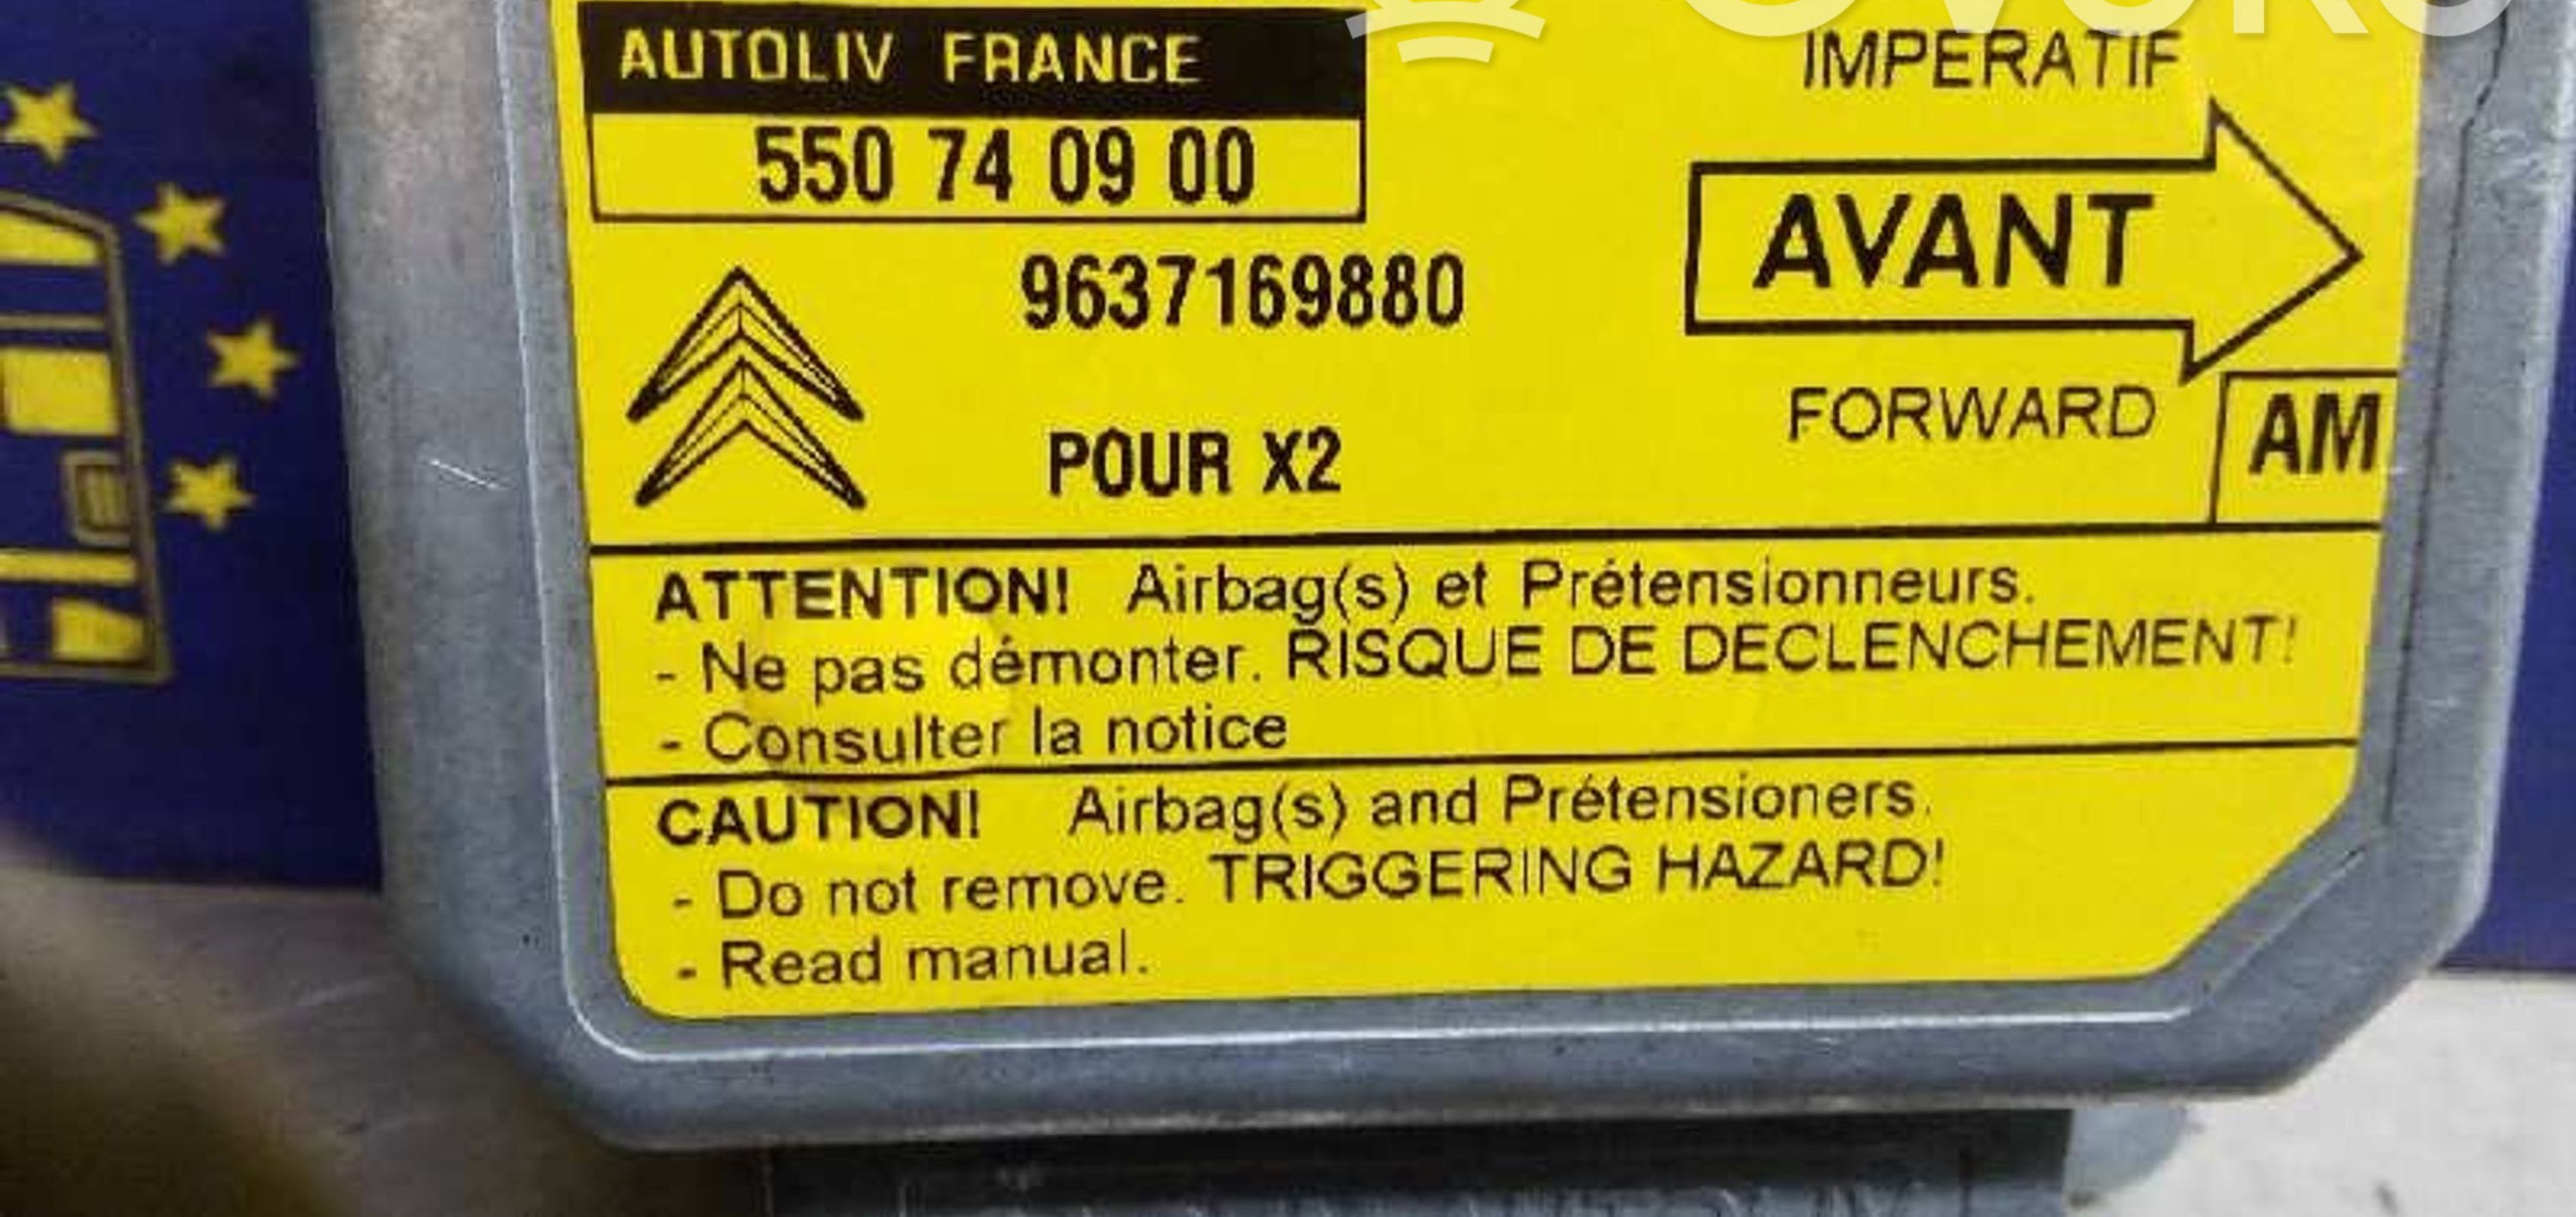 AUTOLIV FRANCE
550 74 09 00
9637169880
POUR X2
IMPERATIF
AVANT
FORWARD
AM
ATTENTION! Airbag(s) et Prétensionneurs.
- Ne pas démonter. RISQUE DE DECLENCHEMENT!
- Consulter la notice
CAUTION! Airbag(s) and Prétensioners.
- Do not remove. TRIGGERING HAZARD!
- Read manual.